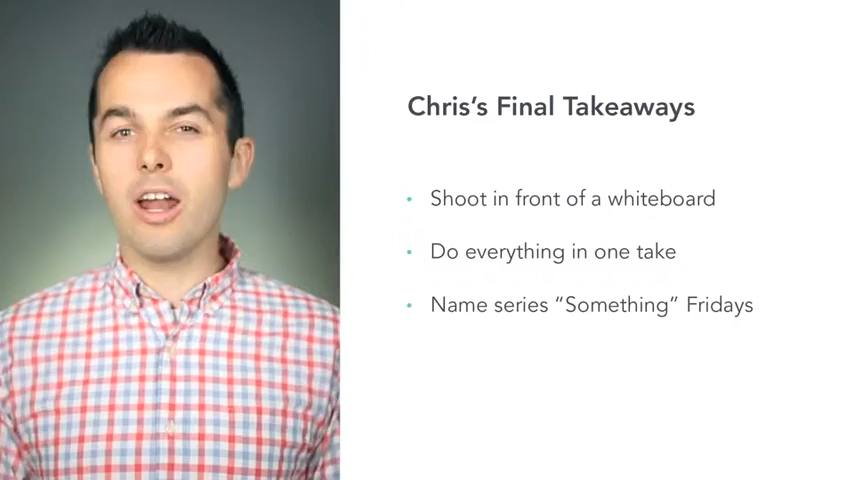 Chris’s Final Takeaways
• Shoot in front of a whiteboard
• Do everything in one take
• Name series “Something” Fridays